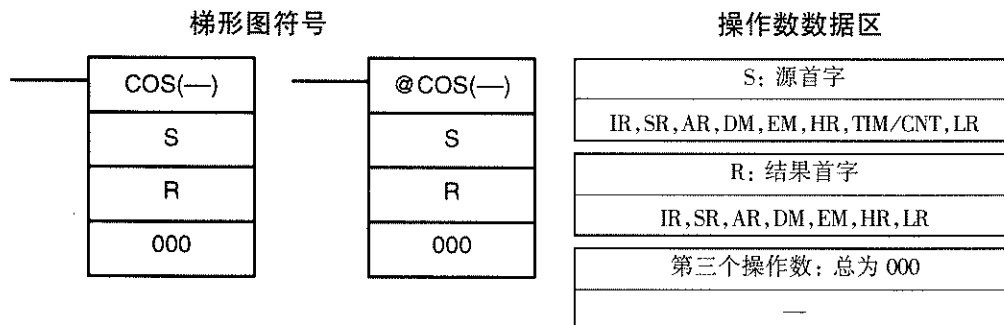 梯形图符号
COS(—)
S
R
000
@COS(—)
S
R
000
操作数数据区
S: 源首字
IR,SR,AR,DM,EM,HR,TIM/CNT,LR
R: 结果首字
IR,SR,AR,DM,EM,HR,LR
第三个操作数: 总为 000
—